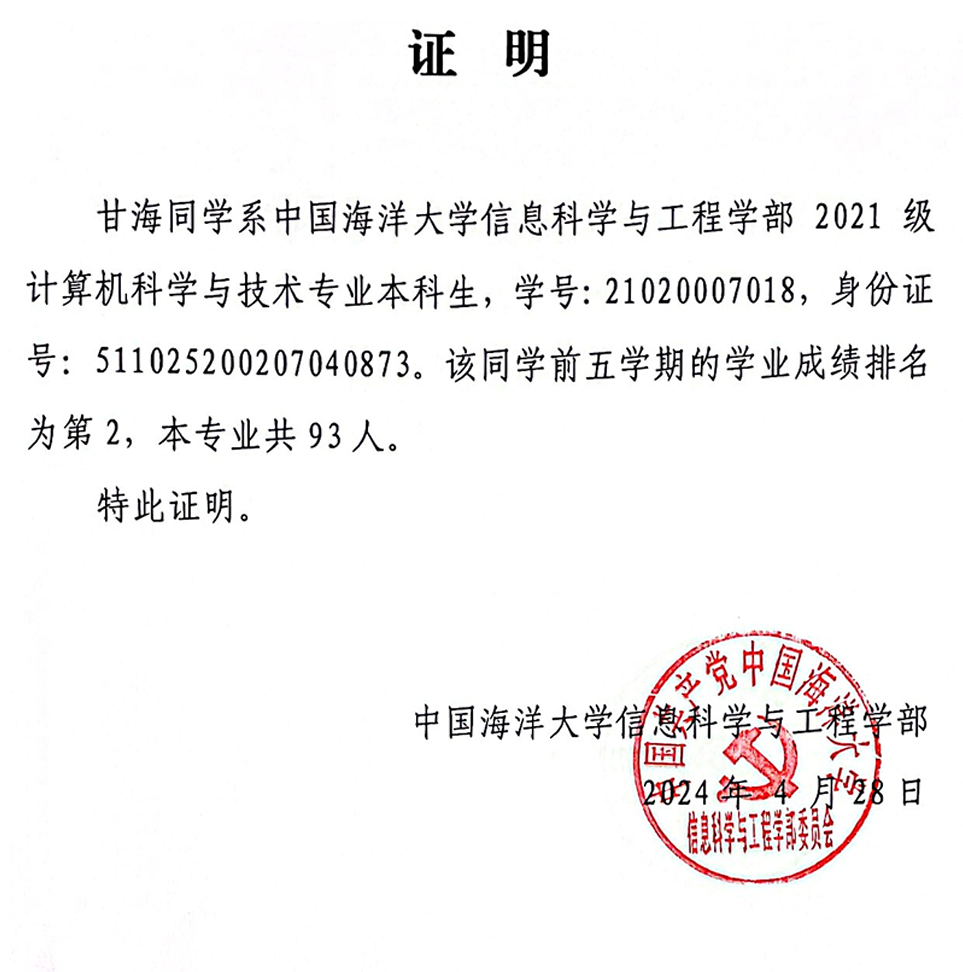 证 明
甘海同学系中国海洋大学信息科学与工程学部 2021 级
计算机科学与技术专业本科生，学号：21020007018，身份证
号：511025200207040873。该同学前五学期的学业成绩排名
为第 2，本专业共 93 人。
特此证明。
中国共产党中国海洋大学
中国海洋大学信息科学与工程学部
2024 年 4 月 28 日
信息科学与工程学部委员会